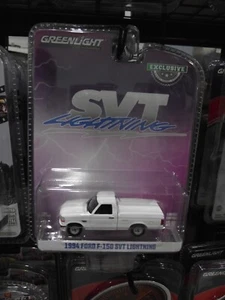 GREENLIGHT
EXCLUSIVE
SVT
LIGHTNING
1994 FORD F-150 SVT LIGHTNING